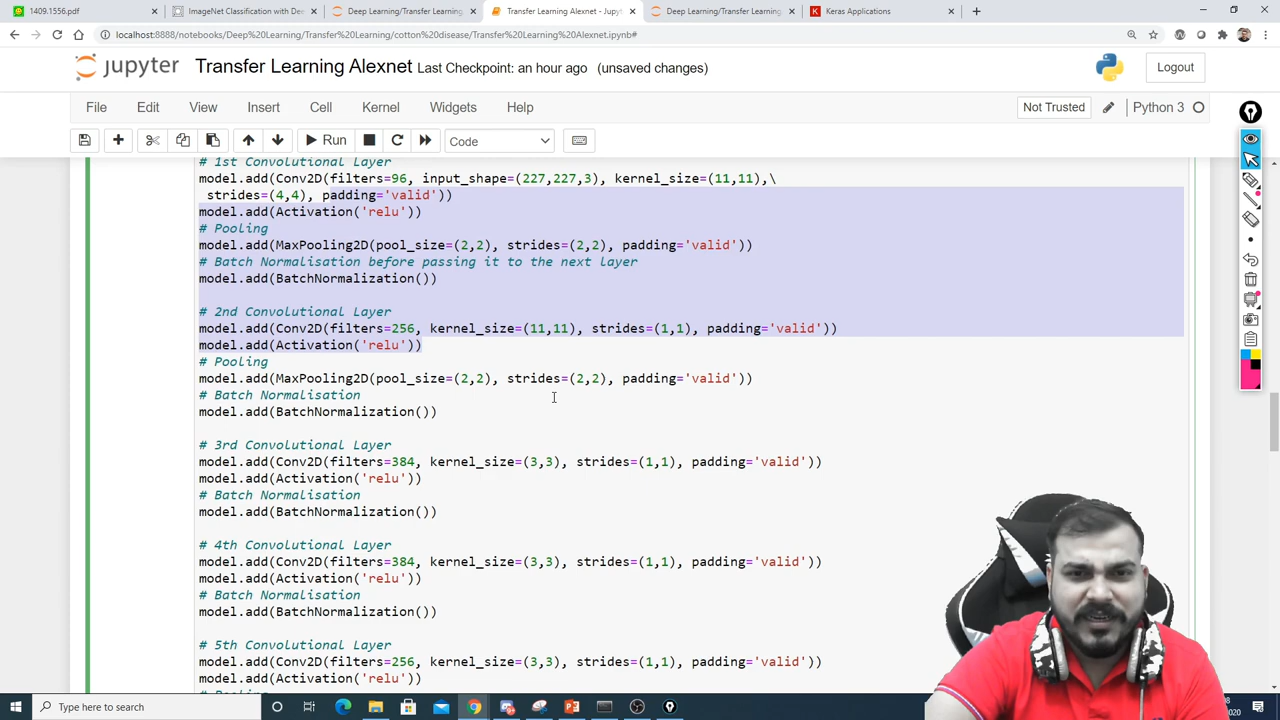 1409.1556.pdf
ImageNet Classification with Dee
Deep Learning/Transfer Learning
Transfer Learning Alexnet - Jupyt
Deep Learning/Transfer Learning/
Keras Applications
localhost:8888/notebooks/Deep%20Learning/Transfer%20Learning/cotton%20disease/Transfer%20Learning%20Alexnet.ipynb#
jupyter Transfer Learning Alexnet Last Checkpoint: an hour ago (unsaved changes)
Logout
File Edit View Insert Cell Kernel Widgets Help
Not Trusted
Python 3
Run
Code
# 1st Convolutional Layer
model.add(Conv2D(filters=96, input_shape=(227,227,3), kernel_size=(11,11),\
strides=(4,4), padding='valid'))
model.add(Activation('relu'))
# Pooling
model.add(MaxPooling2D(pool_size=(2,2), strides=(2,2), padding='valid'))
# Batch Normalisation before passing it to the next layer
model.add(BatchNormalization())
# 2nd Convolutional Layer
model.add(Conv2D(filters=256, kernel_size=(11,11), strides=(1,1), padding='valid'))
model.add(Activation('relu'))
# Pooling
model.add(MaxPooling2D(pool_size=(2,2), strides=(2,2), padding='valid'))
# Batch Normalisation
model.add(BatchNormalization())
# 3rd Convolutional Layer
model.add(Conv2D(filters=384, kernel_size=(3,3), strides=(1,1), padding='valid'))
model.add(Activation('relu'))
# Batch Normalisation
model.add(BatchNormalization())
# 4th Convolutional Layer
model.add(Conv2D(filters=384, kernel_size=(3,3), strides=(1,1), padding='valid'))
model.add(Activation('relu'))
# Batch Normalisation
model.add(BatchNormalization())
# 5th Convolutional Layer
model.add(Conv2D(filters=256, kernel_size=(3,3), strides=(1,1), padding='valid'))
model.add(Activation('relu'))
# Pooling
Type here to search